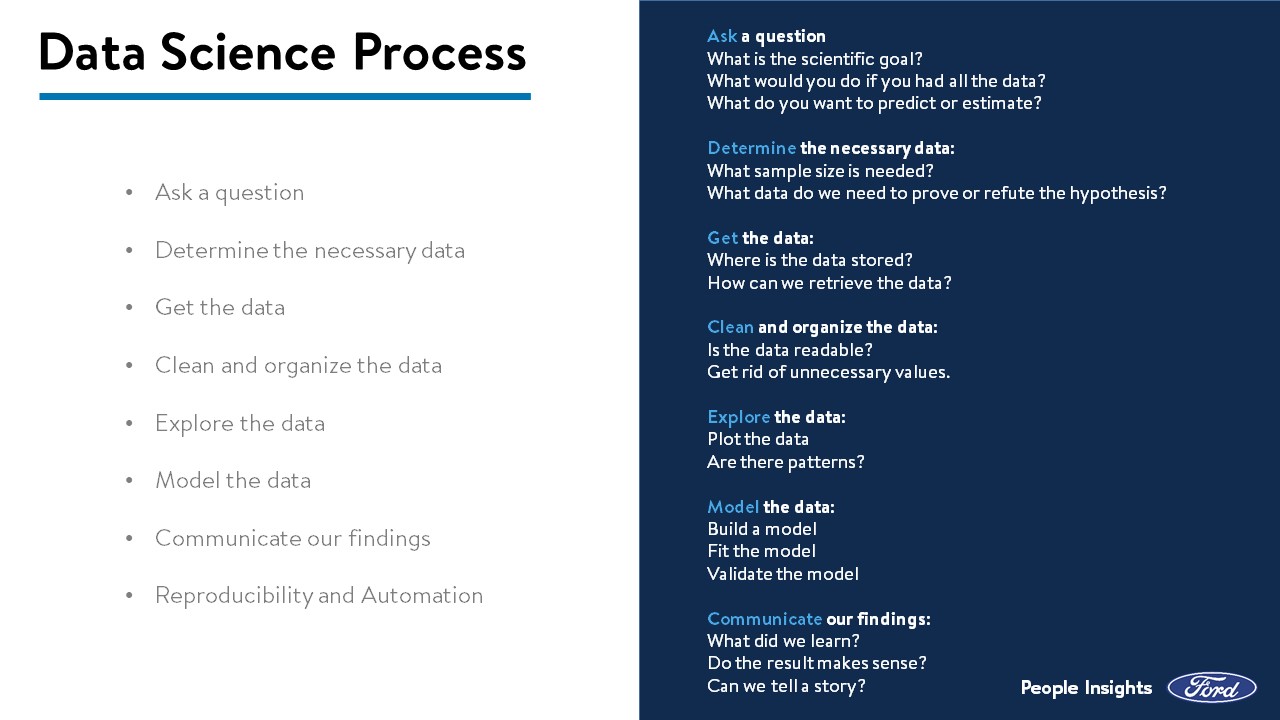 Data Science Process
• Ask a question
• Determine the necessary data
• Get the data
• Clean and organize the data
• Explore the data
• Model the data
• Communicate our findings
• Reproducibility and Automation
Ask a question
What is the scientific goal?
What would you do if you had all the data?
What do you want to predict or estimate?
Determine the necessary data:
What sample size is needed?
What data do we need to prove or refute the hypothesis?
Get the data:
Where is the data stored?
How can we retrieve the data?
Clean and organize the data:
Is the data readable?
Get rid of unnecessary values.
Explore the data:
Plot the data
Are there patterns?
Model the data:
Build a model
Fit the model
Validate the model
Communicate our findings:
What did we learn?
Do the result makes sense?
Can we tell a story?
People Insights
Ford